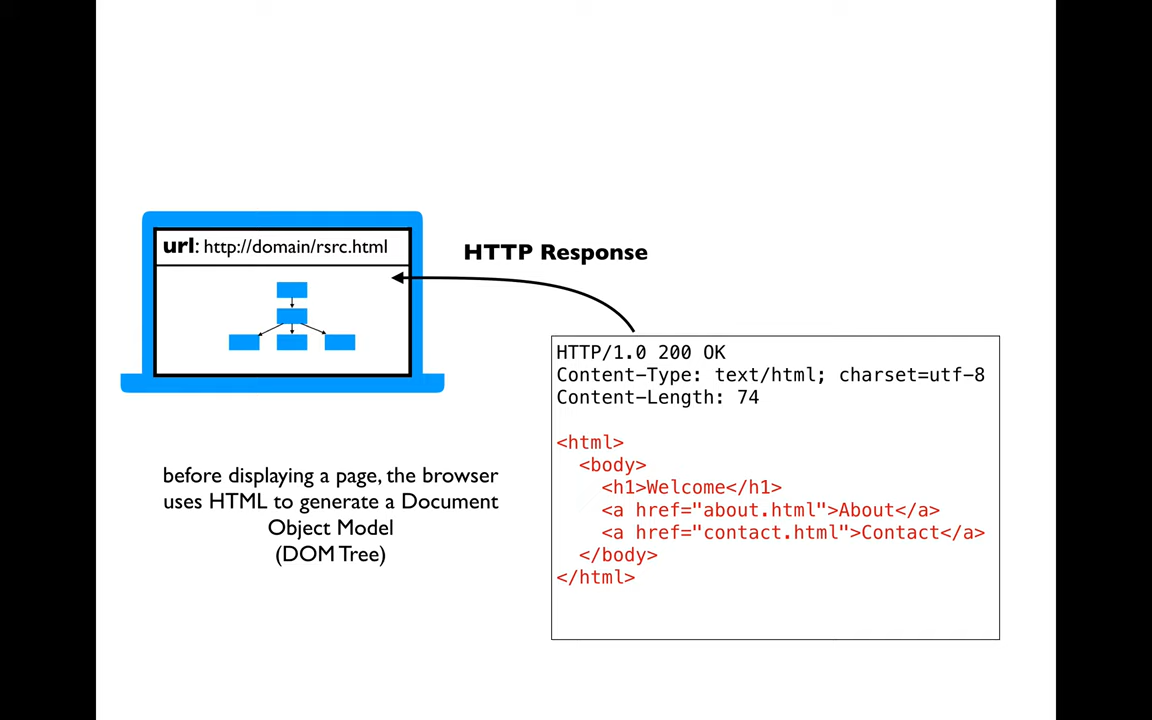 url: http://domain/rsrc.html
HTTP Response
HTTP/1.0 200 OK
Content-Type: text/html; charset=utf-8
Content-Length: 74
<html>
<body>
<h1>Welcome</h1>
<a href="about.html">About</a>
<a href="contact.html">Contact</a>
</body>
</html>
before displaying a page, the browser
uses HTML to generate a Document
Object Model
(DOM Tree)